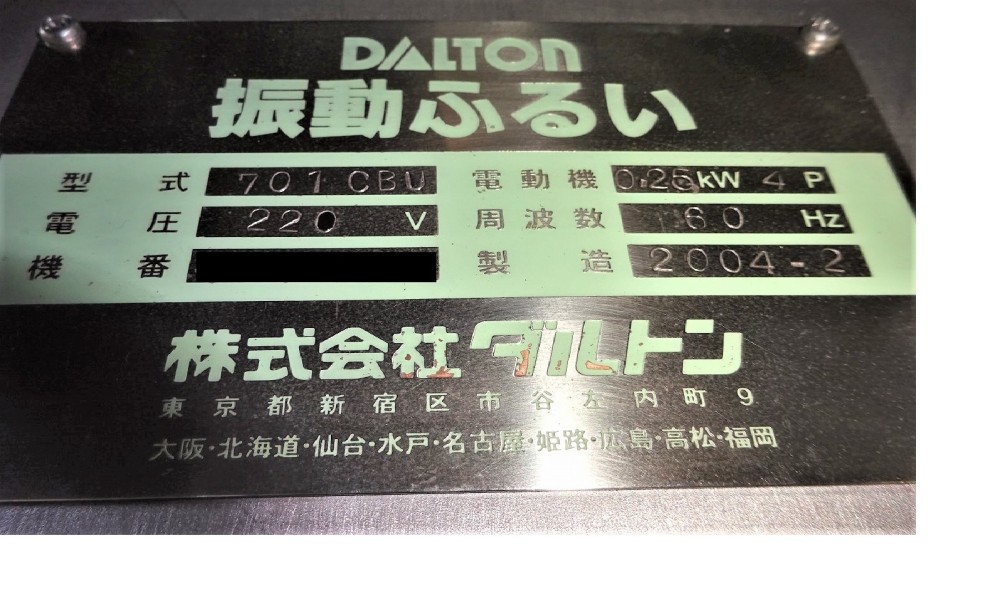 DALTON
振動ふるい
型式 701CBU 電動機 0.25kW 4 P
電圧 220 V 周波数 60 Hz
機番 製造 2004-2
株式会社ダルトン
東京都新宿区市谷左内町9
大阪・北海道・仙台・水戸・名古屋・姫路・広島・高松・福岡